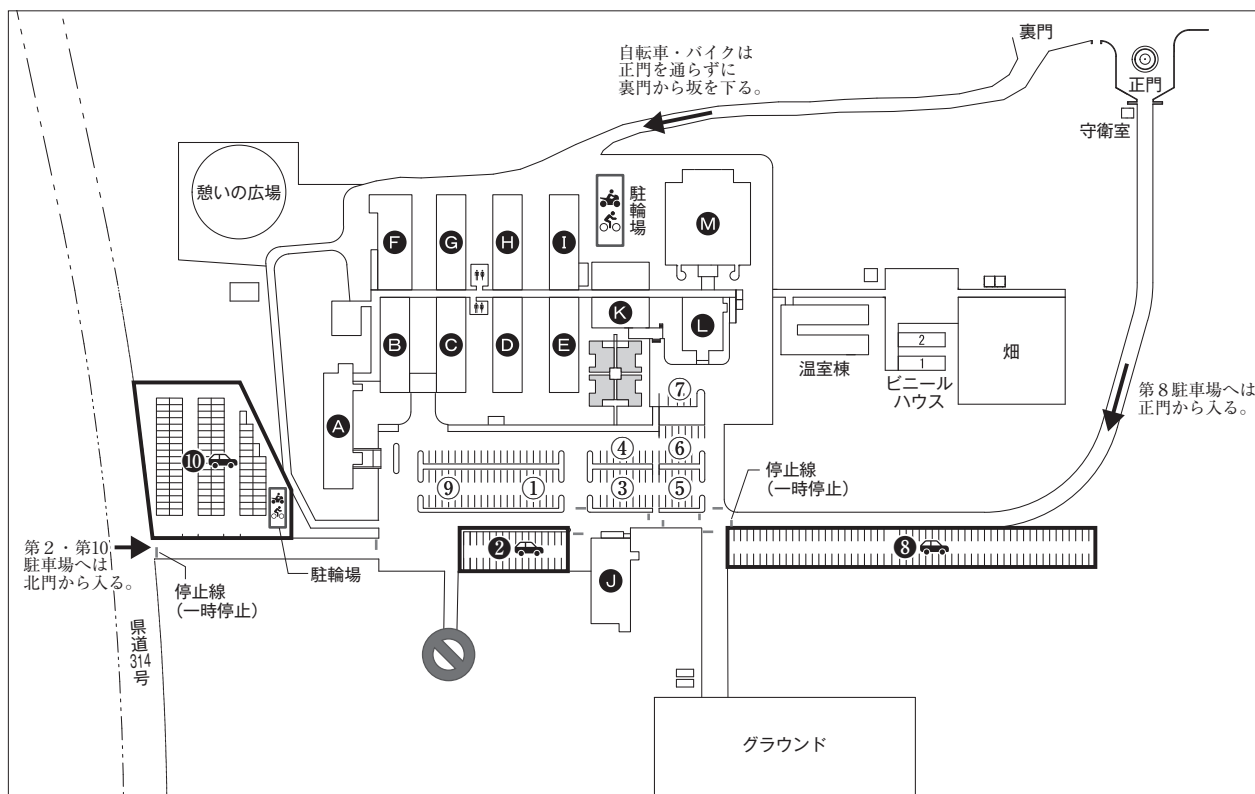 裏門
正門
守衛室
自転車・バイクは
正門を通らずに
裏門から坂を下る。
憩いの広場
駐輪場
F
G
H
I
M
K
L
B
C
D
E
A
温室棟
2
1
ビニール
ハウス
畑
第8駐車場へは
正門から入る。
⑦
④
⑥
⑨
①
③
⑤
停止線
(一時停止)
❿
❷
❽
J
第2・第10
駐車場へは
北門から入る。
停止線
(一時停止)
駐輪場
県道314号
グラウンド